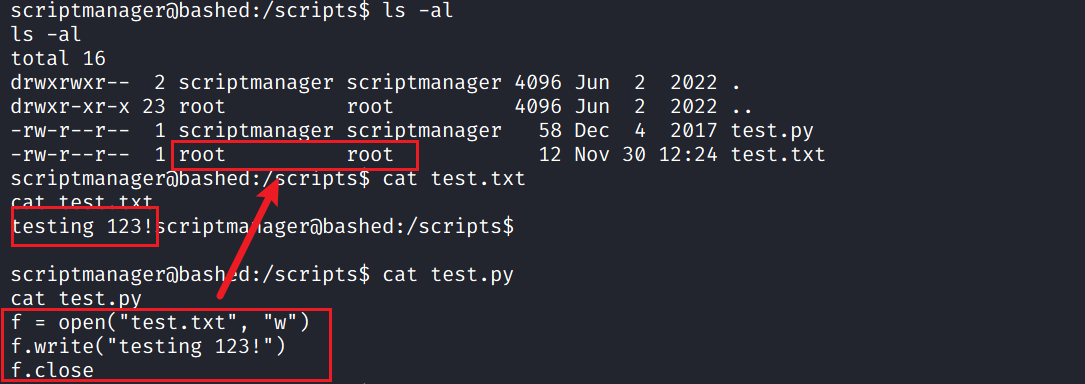 scriptmanager@bashed:/scripts$ ls -al
ls -al
total 16
drwxrwxr-- 2 scriptmanager scriptmanager 4096 Jun 2 2022 .
drwxr-xr-x 23 root root 4096 Jun 2 2022 ..
-rw-r--r-- 1 scriptmanager scriptmanager 58 Dec 4 2017 test.py
-rw-r--r-- 1 root root 12 Nov 30 12:24 test.txt
scriptmanager@bashed:/scripts$ cat test.txt
cat test.txt
testing 123!scriptmanager@bashed:/scripts$
scriptmanager@bashed:/scripts$ cat test.py
cat test.py
f = open("test.txt", "w")
f.write("testing 123!")
f.close